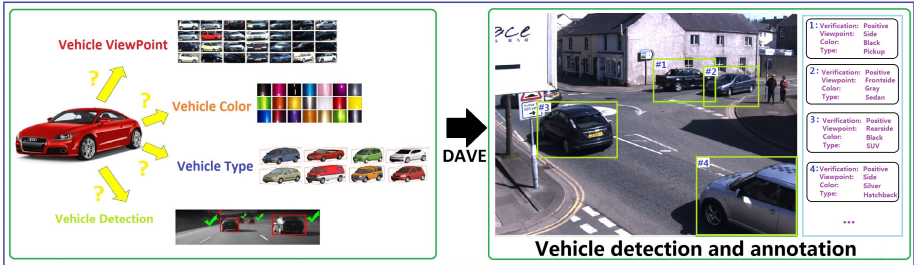 Vehicle ViewPoint
?
?
Vehicle Color
?
Vehicle Type
?
Vehicle Detection
DAVE
#1
#2
#3
#4
1: Verification: Positive
Viewpoint: Side
Color: Black
Type: Pickup
2: Verification: Positive
Viewpoint: Frontside
Color: Gray
Type: Sedan
3: Verification: Positive
Viewpoint: Rearside
Color: Black
Type: SUV
4: Verification: Positive
Viewpoint: Side
Color: Silver
Type: Hatchback
...
Vehicle detection and annotation